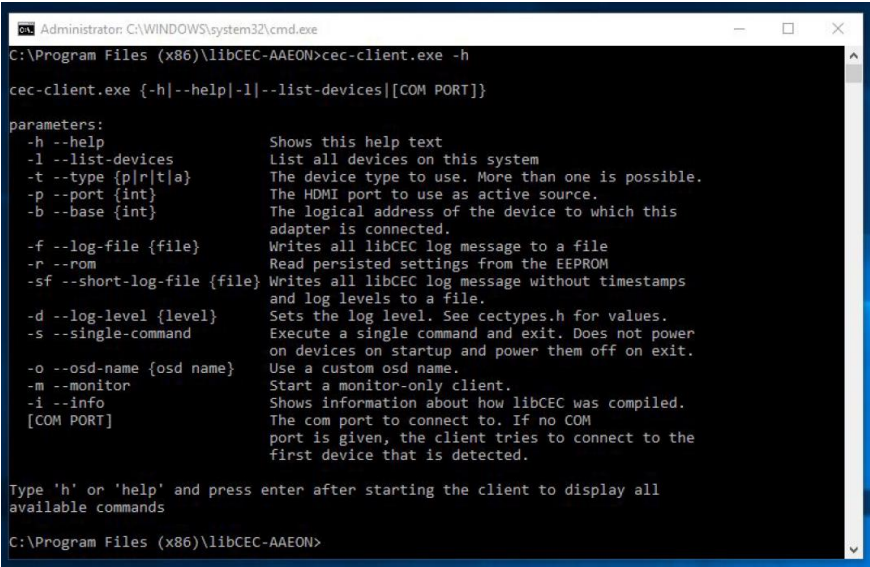 Administrator: C:\WINDOWS\system32\cmd.exe
C:\Program Files (x86)\libCEC-AAEON>cec-client.exe -h
cec-client.exe {-h|--help|-l|--list-devices|[COM PORT]}
parameters:
-h --help Shows this help text
-l --list-devices List all devices on this system
-t --type {p|r|t|a} The device type to use. More than one is possible.
-p --port {int} The HDMI port to use as active source.
-b --base {int} The logical address of the device to which this
adapter is connected.
-f --log-file {file} Writes all libCEC log message to a file
-r --rom Read persisted settings from the EEPROM
-sf --short-log-file {file} Writes all libCEC log message without timestamps
and log levels to a file.
-d --log-level {level} Sets the log level. See cectypes.h for values.
-s --single-command Execute a single command and exit. Does not power
on devices on startup and power them off on exit.
-o --osd-name {osd name} Use a custom osd name.
-m --monitor Start a monitor-only client.
-i --info Shows information about how libCEC was compiled.
[COM PORT] The com port to connect to. If no COM
port is given, the client tries to connect to the
first device that is detected.
Type 'h' or 'help' and press enter after starting the client to display all
available commands
C:\Program Files (x86)\libCEC-AAEON>